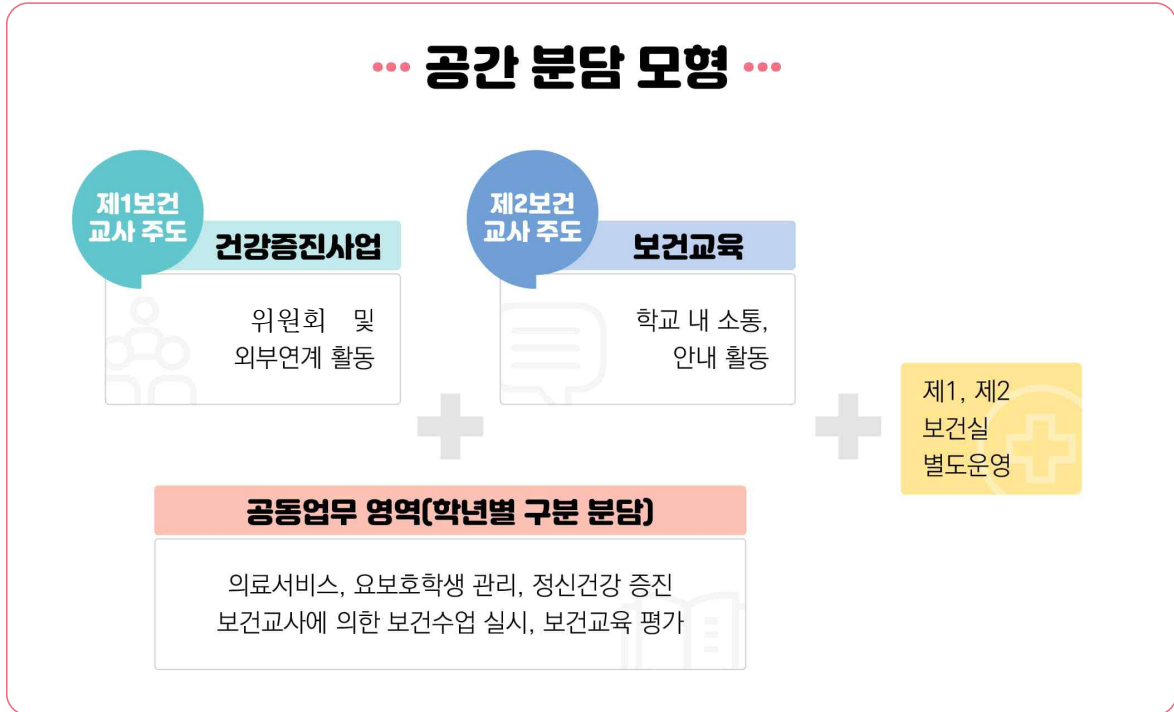 공간 분담 모형
제1보건
교사 주도
건강증진사업
위원회 및
외부연계 활동
제2보건
교사 주도
보건교육
학교 내 소통,
안내 활동
제1, 제2
보건실
별도운영
공동업무 영역(학년별 구분 분담)
의료서비스, 요보호학생 관리, 정신건강 증진
보건교사에 의한 보건수업 실시, 보건교육 평가